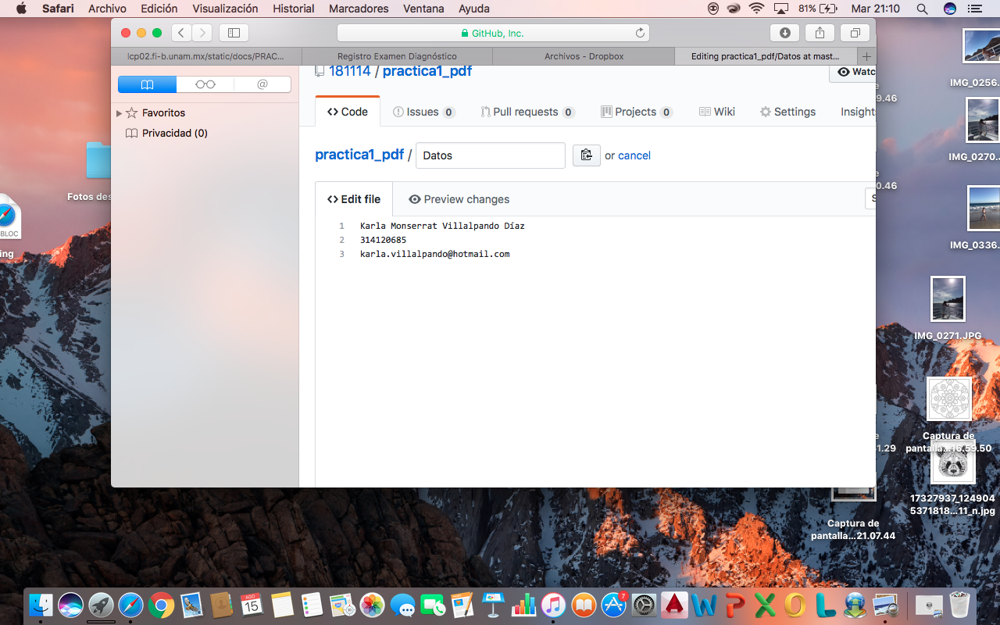 Safari Archivo Edición Visualización Historial Marcadores Ventana Ayuda 81% Mar 21:10
GitHub, Inc.
lcp02.fi-b.unam.mx/static/docs/PRAC... Registro Examen Diagnóstico Archivos - Dropbox Editing practica1_pdf/Datos at mast...
181114 / practica1_pdf
Watc
Favoritos
Privacidad (0)
Code Issues 0 Pull requests 0 Projects 0 Wiki Settings Insight
practica1_pdf / Datos or cancel
Edit file Preview changes S
1 Karla Monserrat Villalpando Díaz
2 314120685
3 karla.villalpando@hotmail.com
Fotos des
BLOC
ing
IMG_0256.
e
9.46
IMG_0270.J
e
0.46
IMG_0336.
IMG_0271.JPG
Captura de
pantalla...16.59.50
e
1.29
17327937_124904
5371818...11_n.jpg
Captura de
pantalla...21.07.44
AGO
15
7